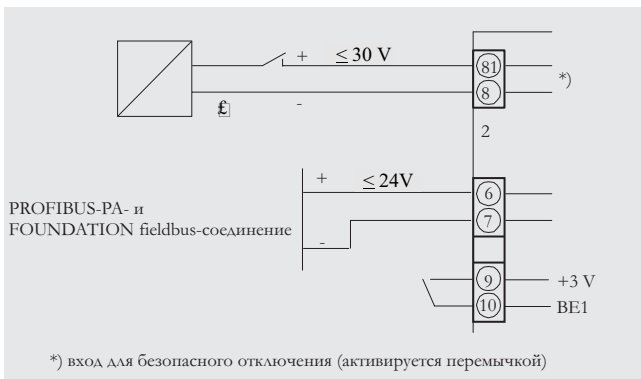 + ≤ 30 V
81
*)
£ -
8
2
+ ≤ 24V
6
PROFIBUS-PA- и
7
FOUNDATION fieldbus-соединение
-
9 +3 V
10 BE1
*) вход для безопасного отключения (активируется перемычкой)